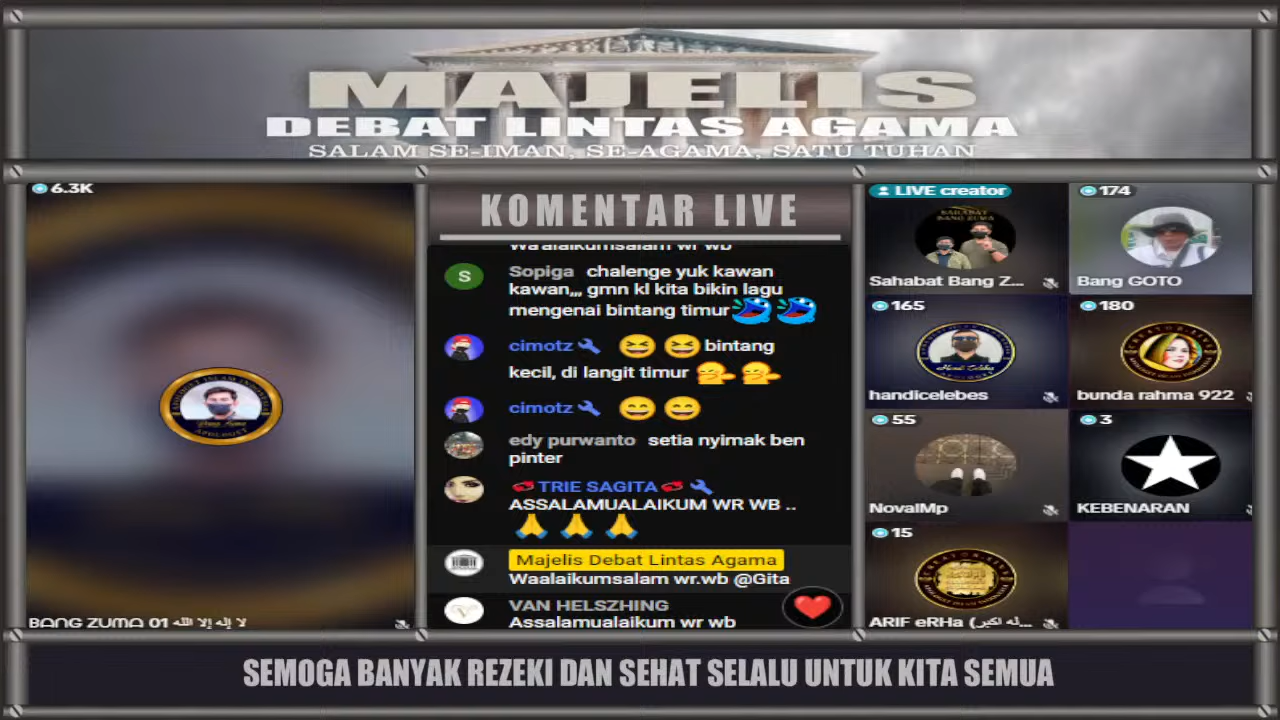 MAJELIS
DEBAT LINTAS AGAMA
SALAM SE-IMAN, SE-AGAMA, SATU TUHAN
6.3K
BANG ZUMA 01 لا إله إلا الله
KOMENTAR LIVE
Waalaikumsalam wr wb
Sopiga chalenge yuk kawan
kawan,,, gmn kl kita bikin lagu
mengenai bintang timur🤣🤣
cimotz🔧 😆😆bintang
kecil, di langit timur 🤧🤧
cimotz🔧 😄😄
edy purwanto setia nyimak ben
pinter
💋TRIE SAGITA💋🔧
ASSALAMUALAIKUM WR WB ..
🙏🙏🙏
Majelis Debat Lintas Agama
Waalaikumsalam wr.wb @Gita
VAN HELSZHING
Assalamualaikum wr wb
LIVE creator
SAHABAT
BANG ZUMA
Sahabat Bang Z...
174
Bang GOTO
165
handicelebes
180
bunda rahma 922
55
NovalMp
3
KEBENARAN
15
ARIF eRHa (له اكبر...
SEMOGA BANYAK REZEKI DAN SEHAT SELALU UNTUK KITA SEMUA